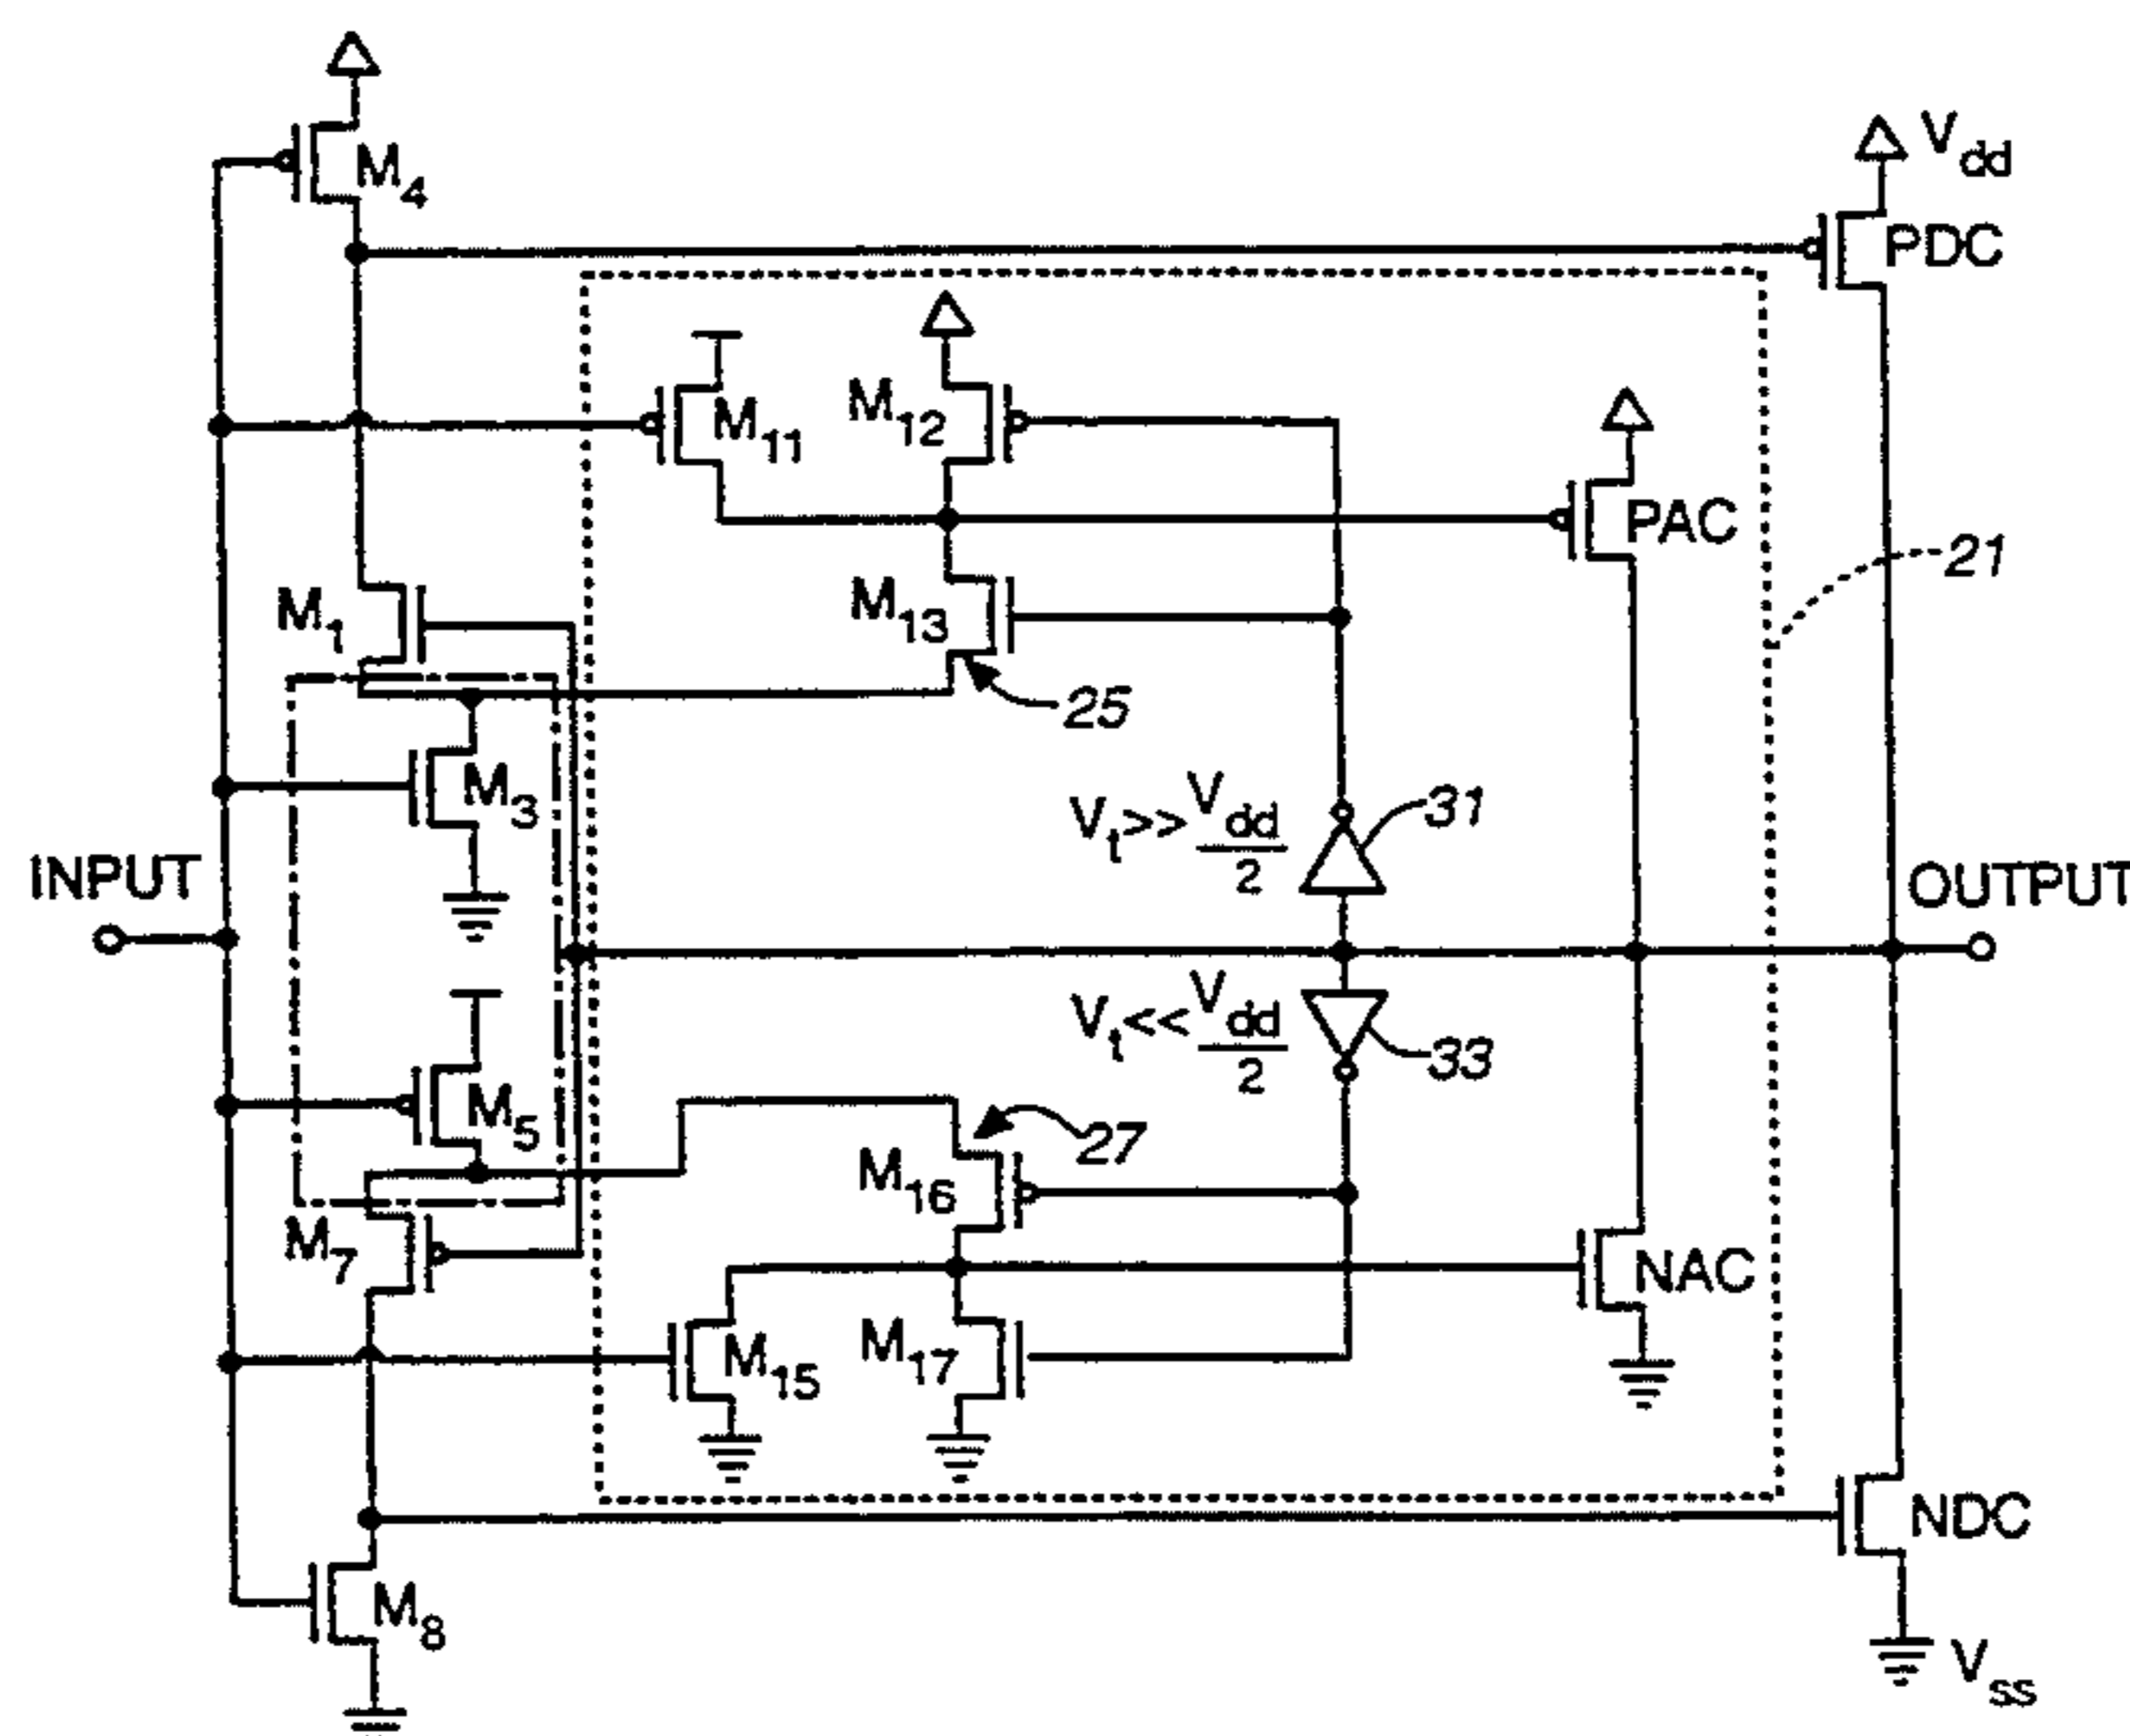 M4
Vdd
PDC
M11
M12
PAC
21
M1
M13
25
M3
Vt>>Vdd/2
31
INPUT
OUTPUT
Vt<<Vdd/2
33
M5
27
M16
M7
NAC
M15
M17
NDC
M8
Vss